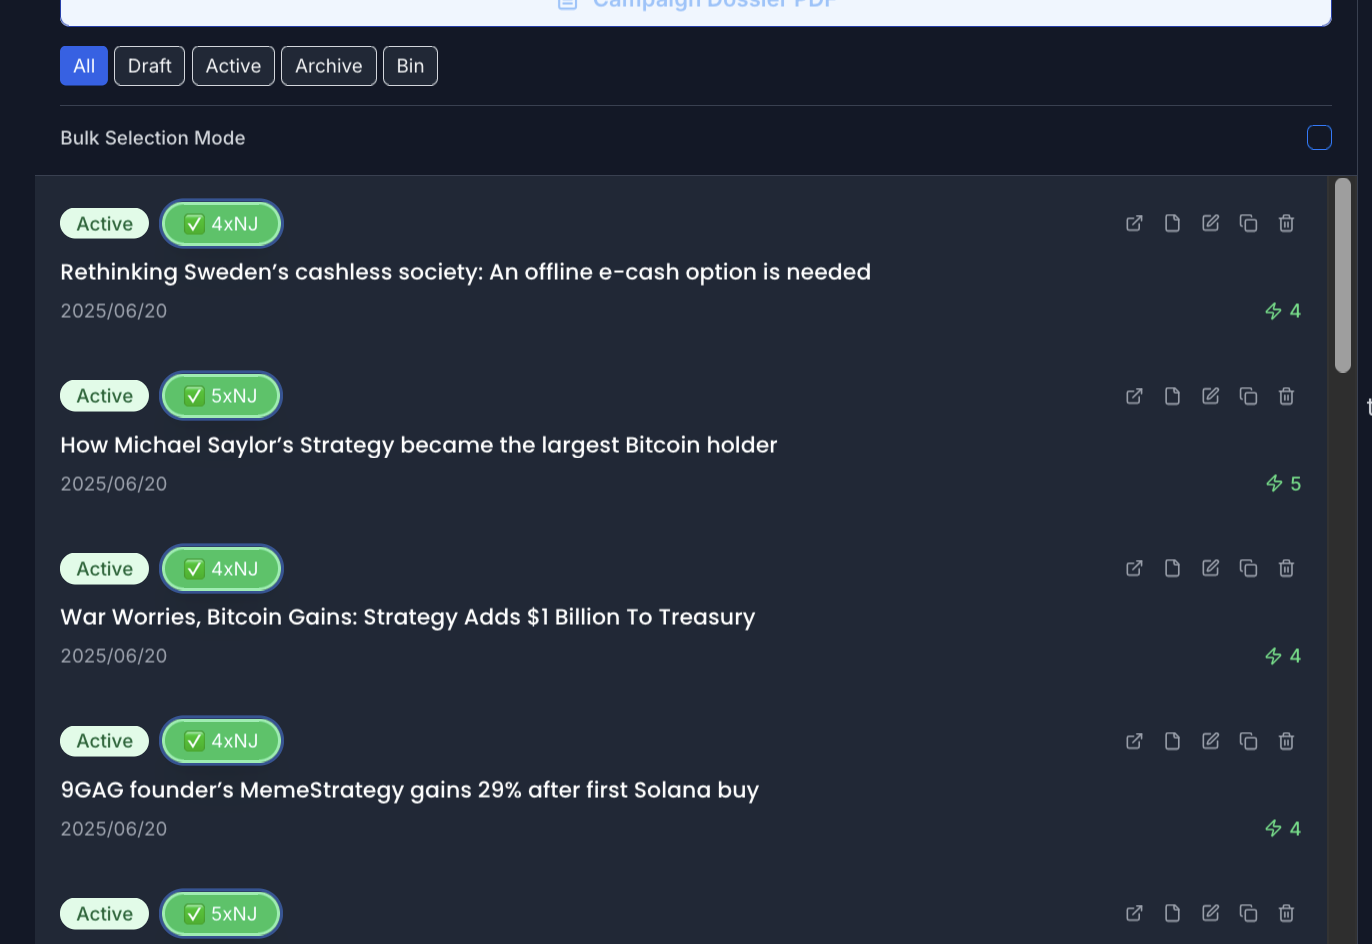 Campaign Dossier PDF
All Draft Active Archive Bin
Bulk Selection Mode
Active ✅ 4xNJ
Rethinking Sweden’s cashless society: An offline e-cash option is needed
2025/06/20 4
Active ✅ 5xNJ
How Michael Saylor’s Strategy became the largest Bitcoin holder
2025/06/20 5
Active ✅ 4xNJ
War Worries, Bitcoin Gains: Strategy Adds $1 Billion To Treasury
2025/06/20 4
Active ✅ 4xNJ
9GAG founder’s MemeStrategy gains 29% after first Solana buy
2025/06/20 4
Active ✅ 5xNJ